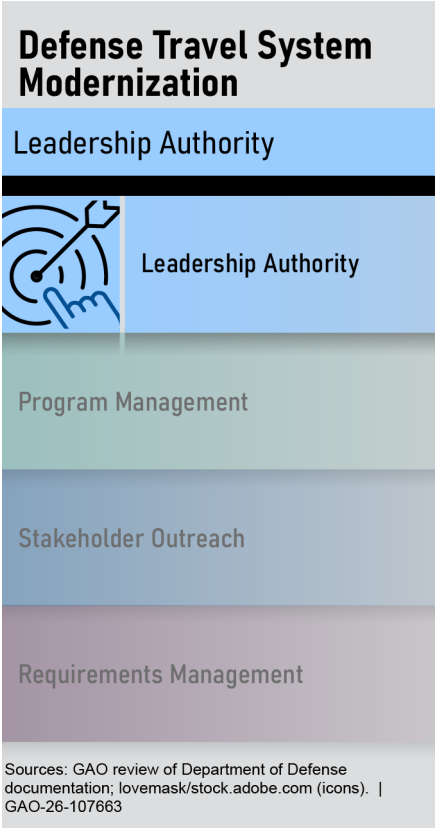 Defense Travel System
Modernization
Leadership Authority
Leadership Authority
Program Management
Stakeholder Outreach
Requirements Management
Sources: GAO review of Department of Defense
documentation; lovemask/stock.adobe.com (icons).  |
GAO-26-107663